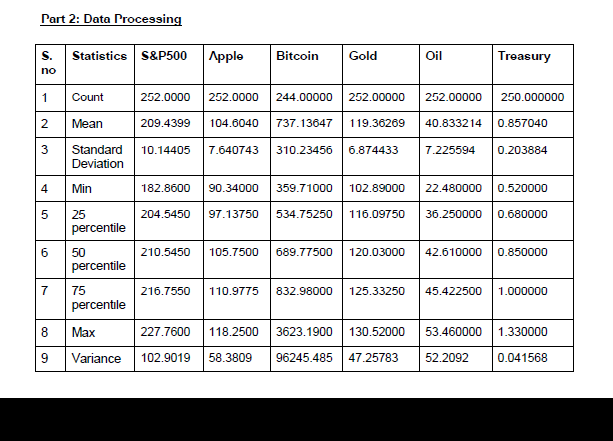 Part 2: Data Processing
S. no Statistics S&P500 Apple Bitcoin Gold Oil Treasury
1 Count 252.0000 252.0000 244.00000 252.00000 252.00000 250.000000
2 Mean 209.4399 104.6040 737.13647 119.36269 40.833214 0.857040
3 Standard Deviation 10.14405 7.640743 310.23456 6.874433 7.225594 0.203884
4 Min 182.8600 90.34000 359.71000 102.89000 22.480000 0.520000
5 25 percentile 204.5450 97.13750 534.75250 116.09750 36.250000 0.680000
6 50 percentile 210.5450 105.7500 689.77500 120.03000 42.610000 0.850000
7 75 percentile 216.7550 110.9775 832.98000 125.33250 45.422500 1.000000
8 Max 227.7600 118.2500 3623.1900 130.52000 53.460000 1.330000
9 Variance 102.9019 58.3809 96245.485 47.25783 52.2092 0.041568